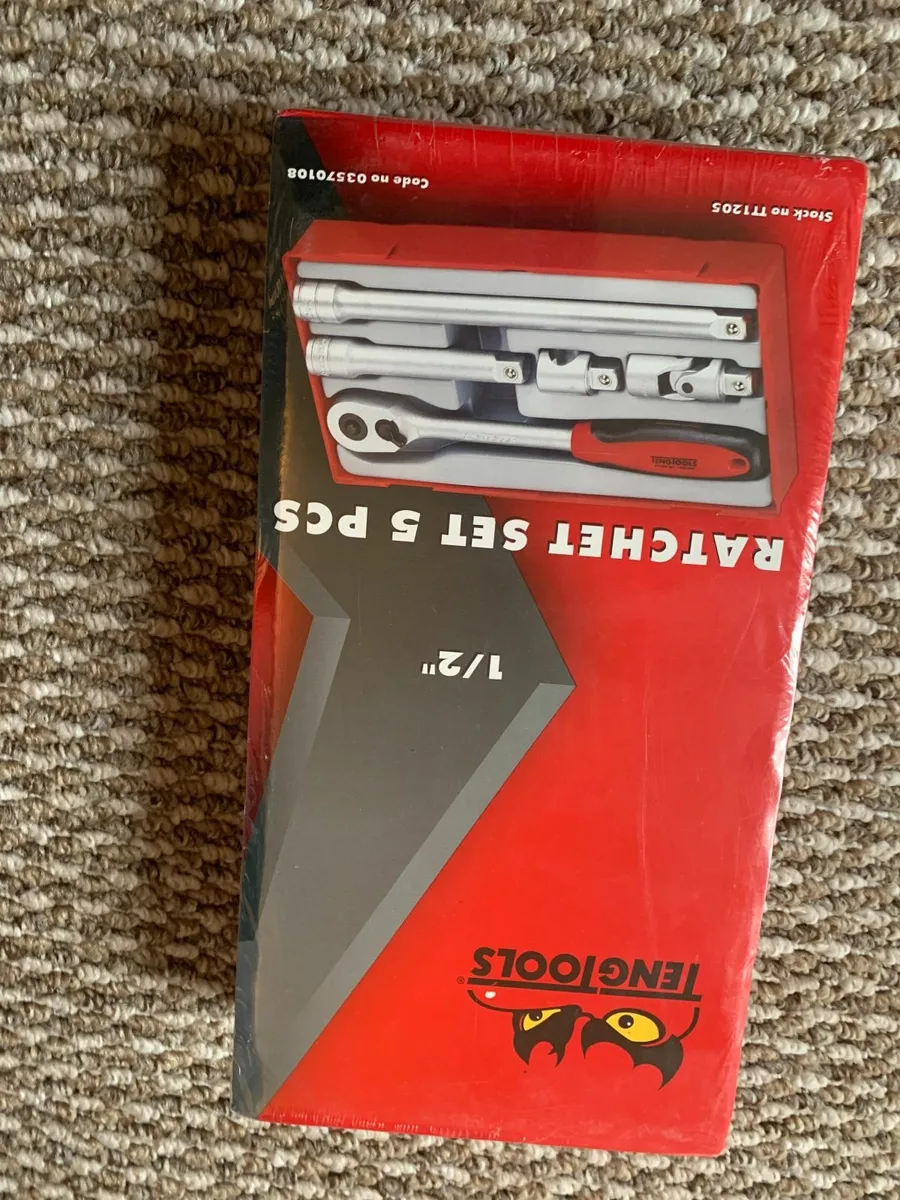 TENGTOOLS®
1/2"
RATCHET SET 5 PCS
TENGTOOLS
Stock no TT1205
Code no 03570108